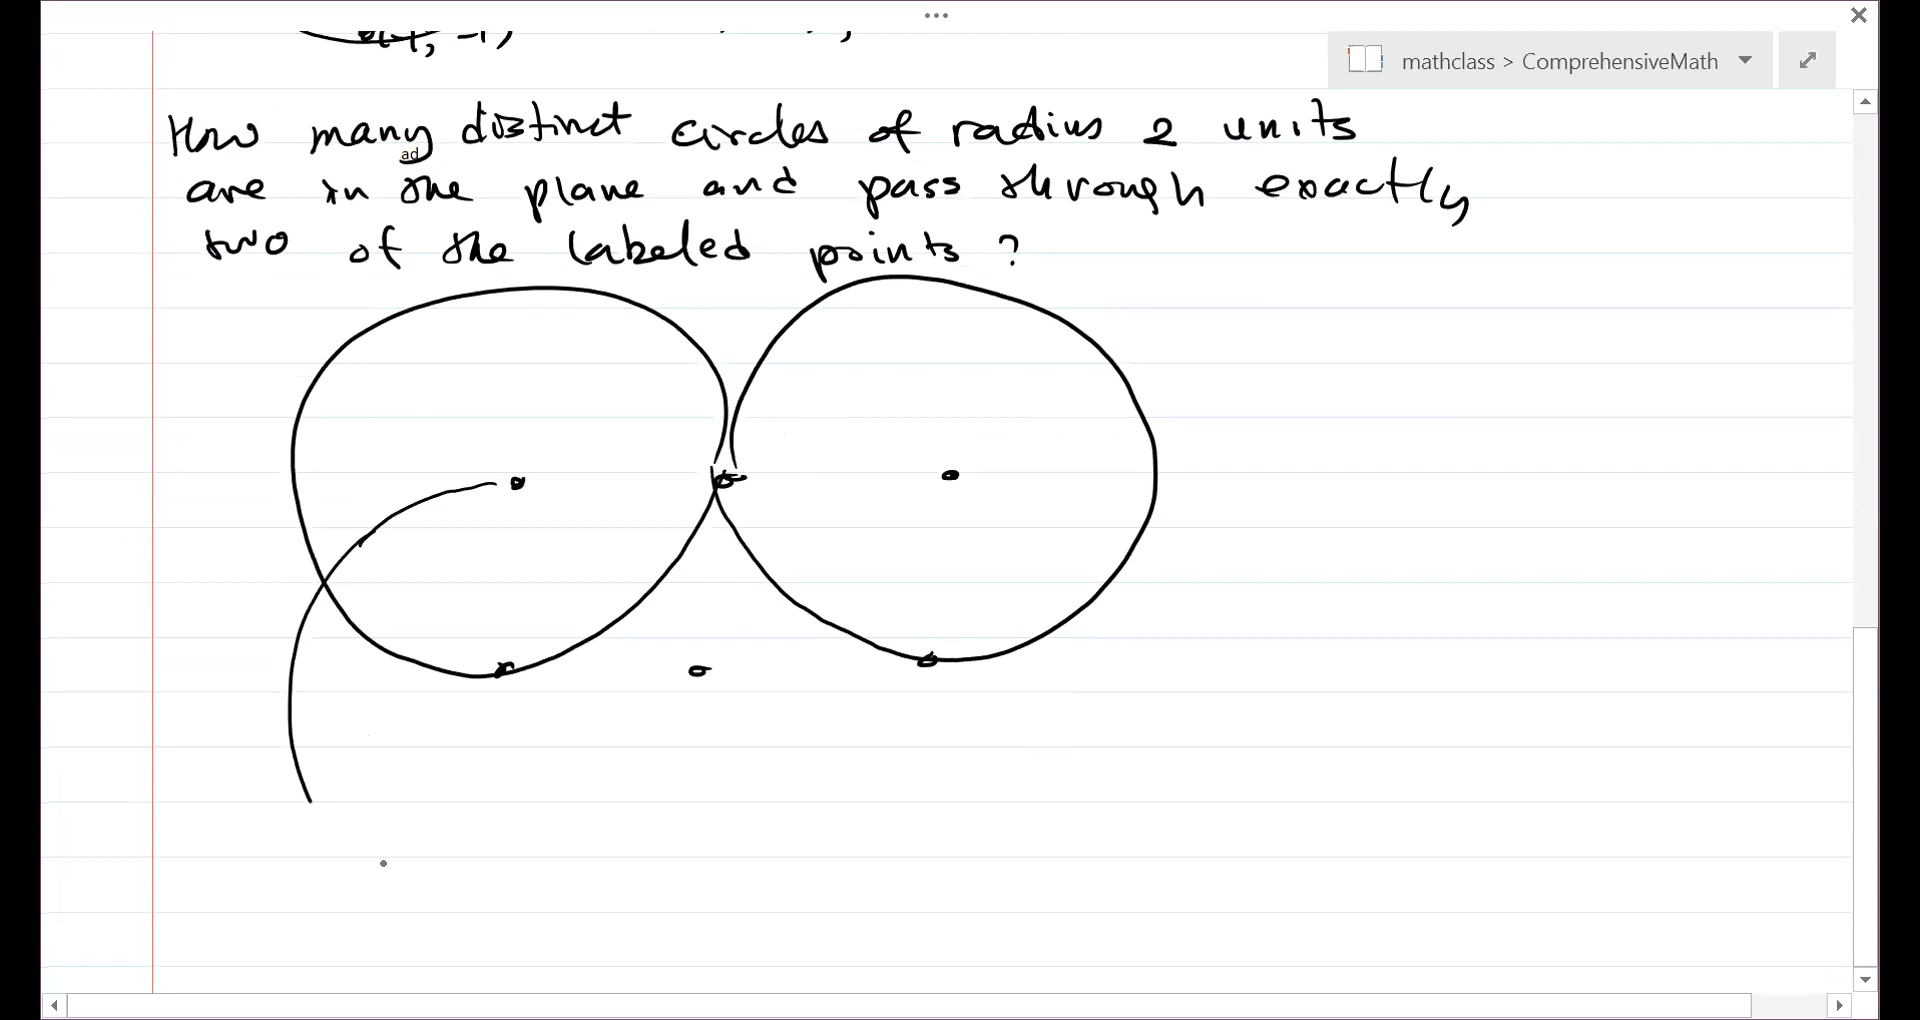 mathclass > ComprehensiveMath
How many distinct circles of radius 2 units
ad
are in the plane and pass through exactly
two of the labeled points ?